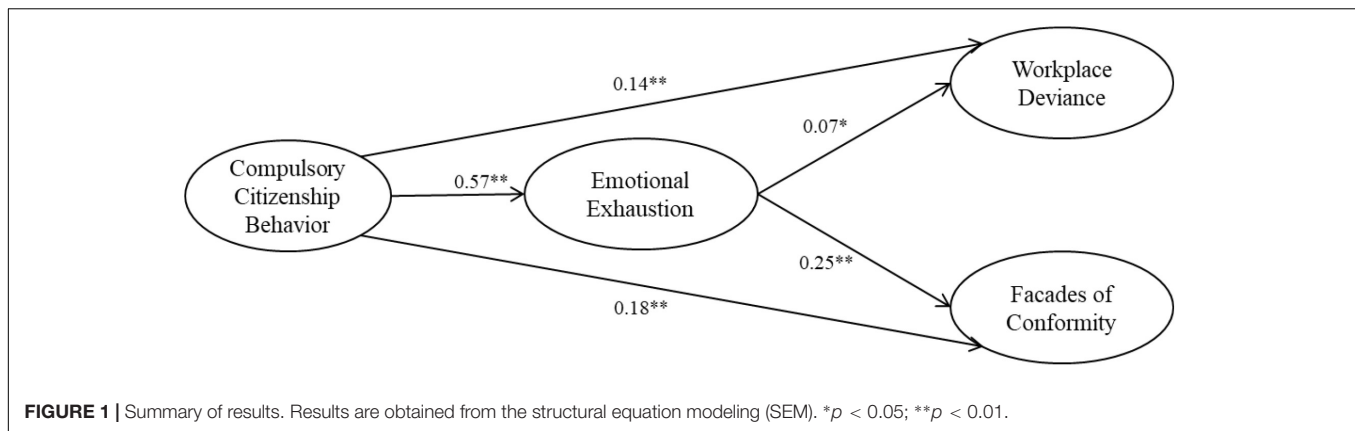 Workplace
Deviance
0.14**
0.07*
Compulsory
Citizenship
Behavior
0.57**
Emotional
Exhaustion
0.25**
0.18**
Facades of
Conformity
FIGURE 1 | Summary of results. Results are obtained from the structural equation modeling (SEM). *p < 0.05; **p < 0.01.